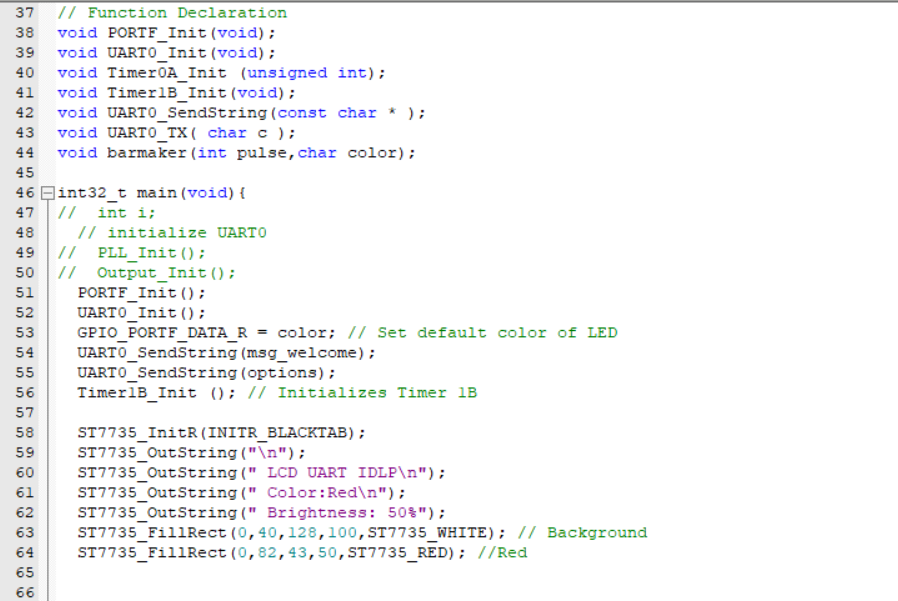 37 // Function Declaration
38 void PORTF_Init(void);
39 void UART0_Init(void);
40 void Timer0A_Init (unsigned int);
41 void Timer1B_Init(void);
42 void UART0_SendString(const char * );
43 void UART0_TX( char c );
44 void barmaker(int pulse,char color);
45
46 int32_t main(void){
47 //  int i;
48   // initialize UART0
49 //  PLL_Init();
50 //  Output_Init();
51   PORTF_Init();
52   UART0_Init();
53   GPIO_PORTF_DATA_R = color; // Set default color of LED
54   UART0_SendString(msg_welcome);
55   UART0_SendString(options);
56   Timer1B_Init (); // Initializes Timer 1B
57
58   ST7735_InitR(INITR_BLACKTAB);
59   ST7735_OutString("\n");
60   ST7735_OutString(" LCD UART IDLP\n");
61   ST7735_OutString(" Color:Red\n");
62   ST7735_OutString(" Brightness: 50%");
63   ST7735_FillRect(0,40,128,100,ST7735_WHITE); // Background
64   ST7735_FillRect(0,82,43,50,ST7735_RED); //Red
65
66